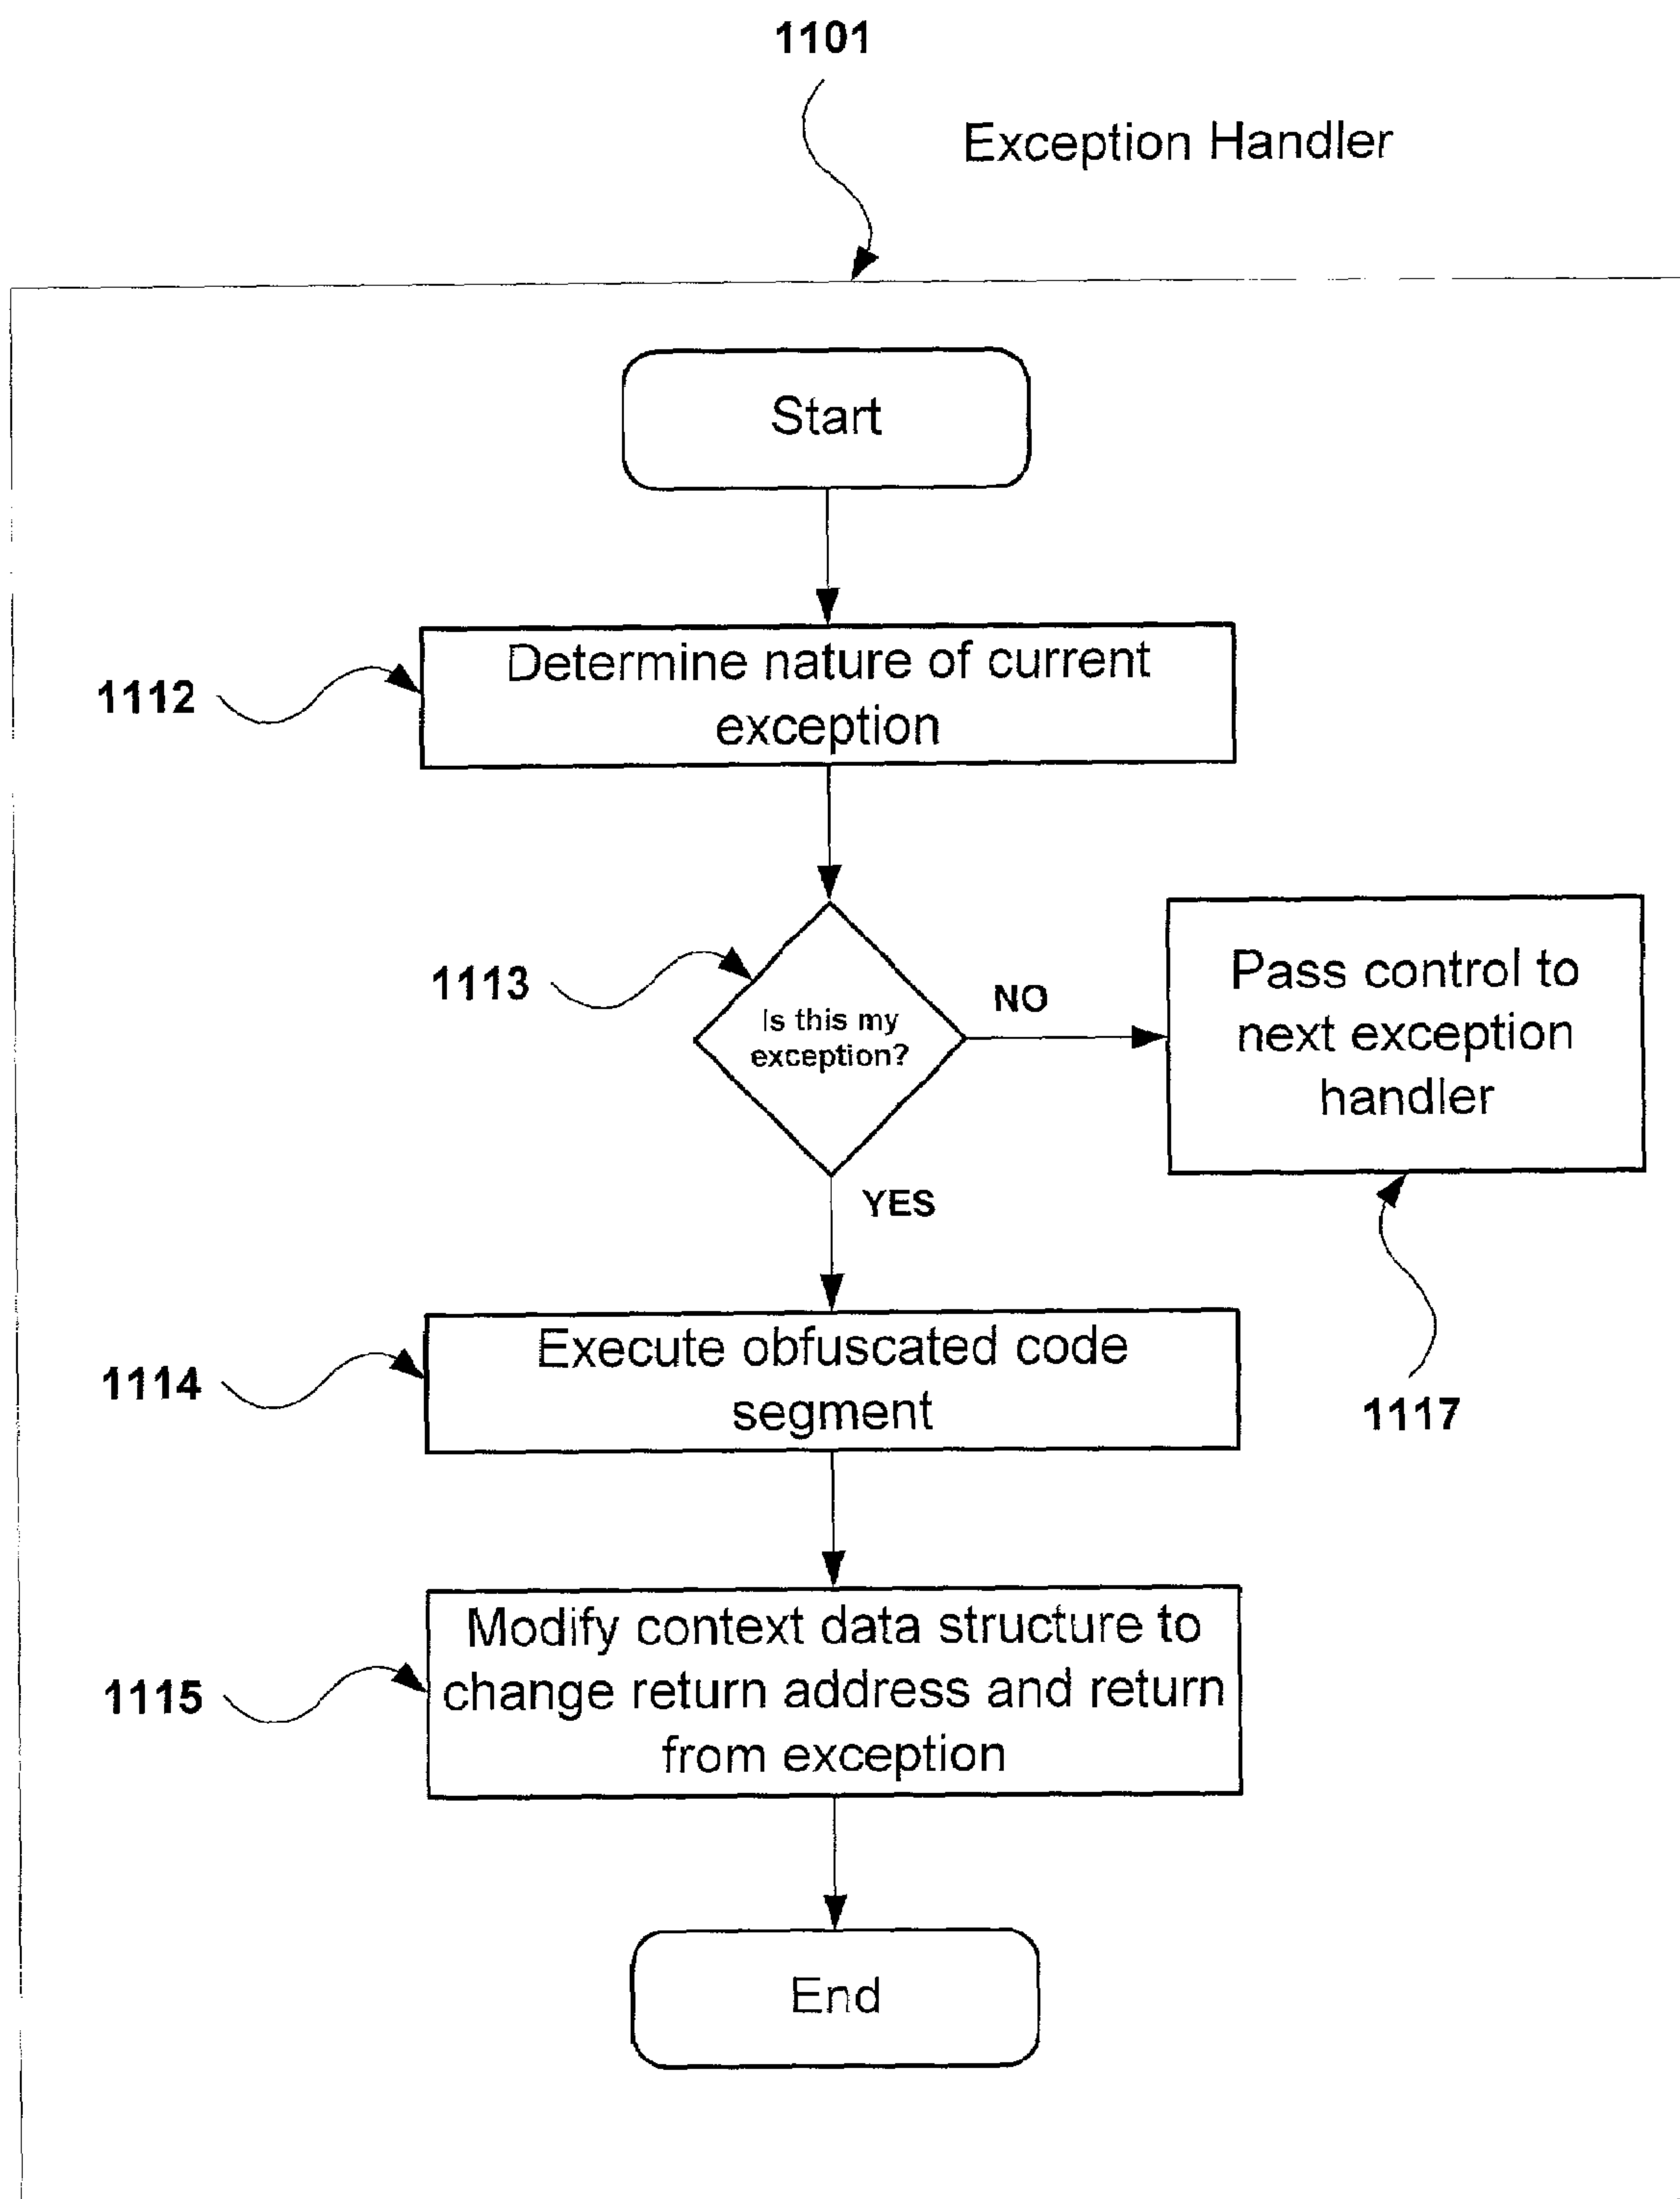 1101
Exception Handler
Start
1112
Determine nature of current
exception
1113
Is this my
exception?
NO
Pass control to
next exception
handler
YES
1117
1114
Execute obfuscated code
segment
1115
Modify context data structure to
change return address and return
from exception
End